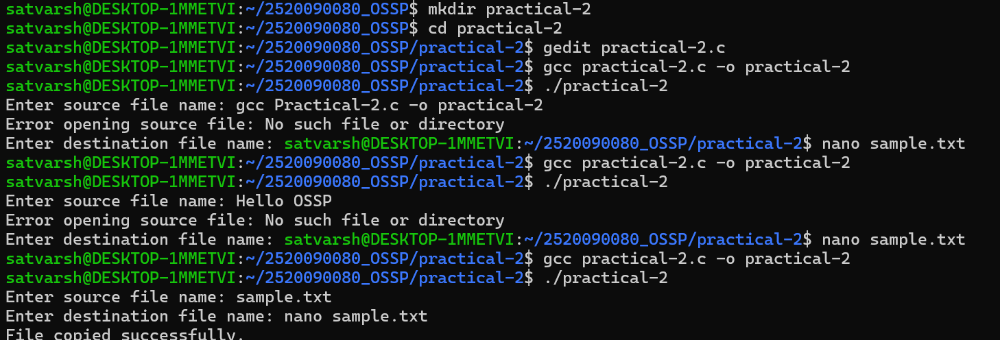 satvarsh@DESKTOP-1MMETVI:~/2520090080_OSSP$ mkdir practical-2
satvarsh@DESKTOP-1MMETVI:~/2520090080_OSSP$ cd practical-2
satvarsh@DESKTOP-1MMETVI:~/2520090080_OSSP/practical-2$ gedit practical-2.c
satvarsh@DESKTOP-1MMETVI:~/2520090080_OSSP/practical-2$ gcc practical-2.c -o practical-2
satvarsh@DESKTOP-1MMETVI:~/2520090080_OSSP/practical-2$ ./practical-2
Enter source file name: gcc Practical-2.c -o practical-2
Error opening source file: No such file or directory
Enter destination file name: satvarsh@DESKTOP-1MMETVI:~/2520090080_OSSP/practical-2$ nano sample.txt
satvarsh@DESKTOP-1MMETVI:~/2520090080_OSSP/practical-2$ gcc practical-2.c -o practical-2
satvarsh@DESKTOP-1MMETVI:~/2520090080_OSSP/practical-2$ ./practical-2
Enter source file name: Hello OSSP
Error opening source file: No such file or directory
Enter destination file name: satvarsh@DESKTOP-1MMETVI:~/2520090080_OSSP/practical-2$ nano sample.txt
satvarsh@DESKTOP-1MMETVI:~/2520090080_OSSP/practical-2$ gcc practical-2.c -o practical-2
satvarsh@DESKTOP-1MMETVI:~/2520090080_OSSP/practical-2$ ./practical-2
Enter source file name: sample.txt
Enter destination file name: nano sample.txt
File copied successfully.